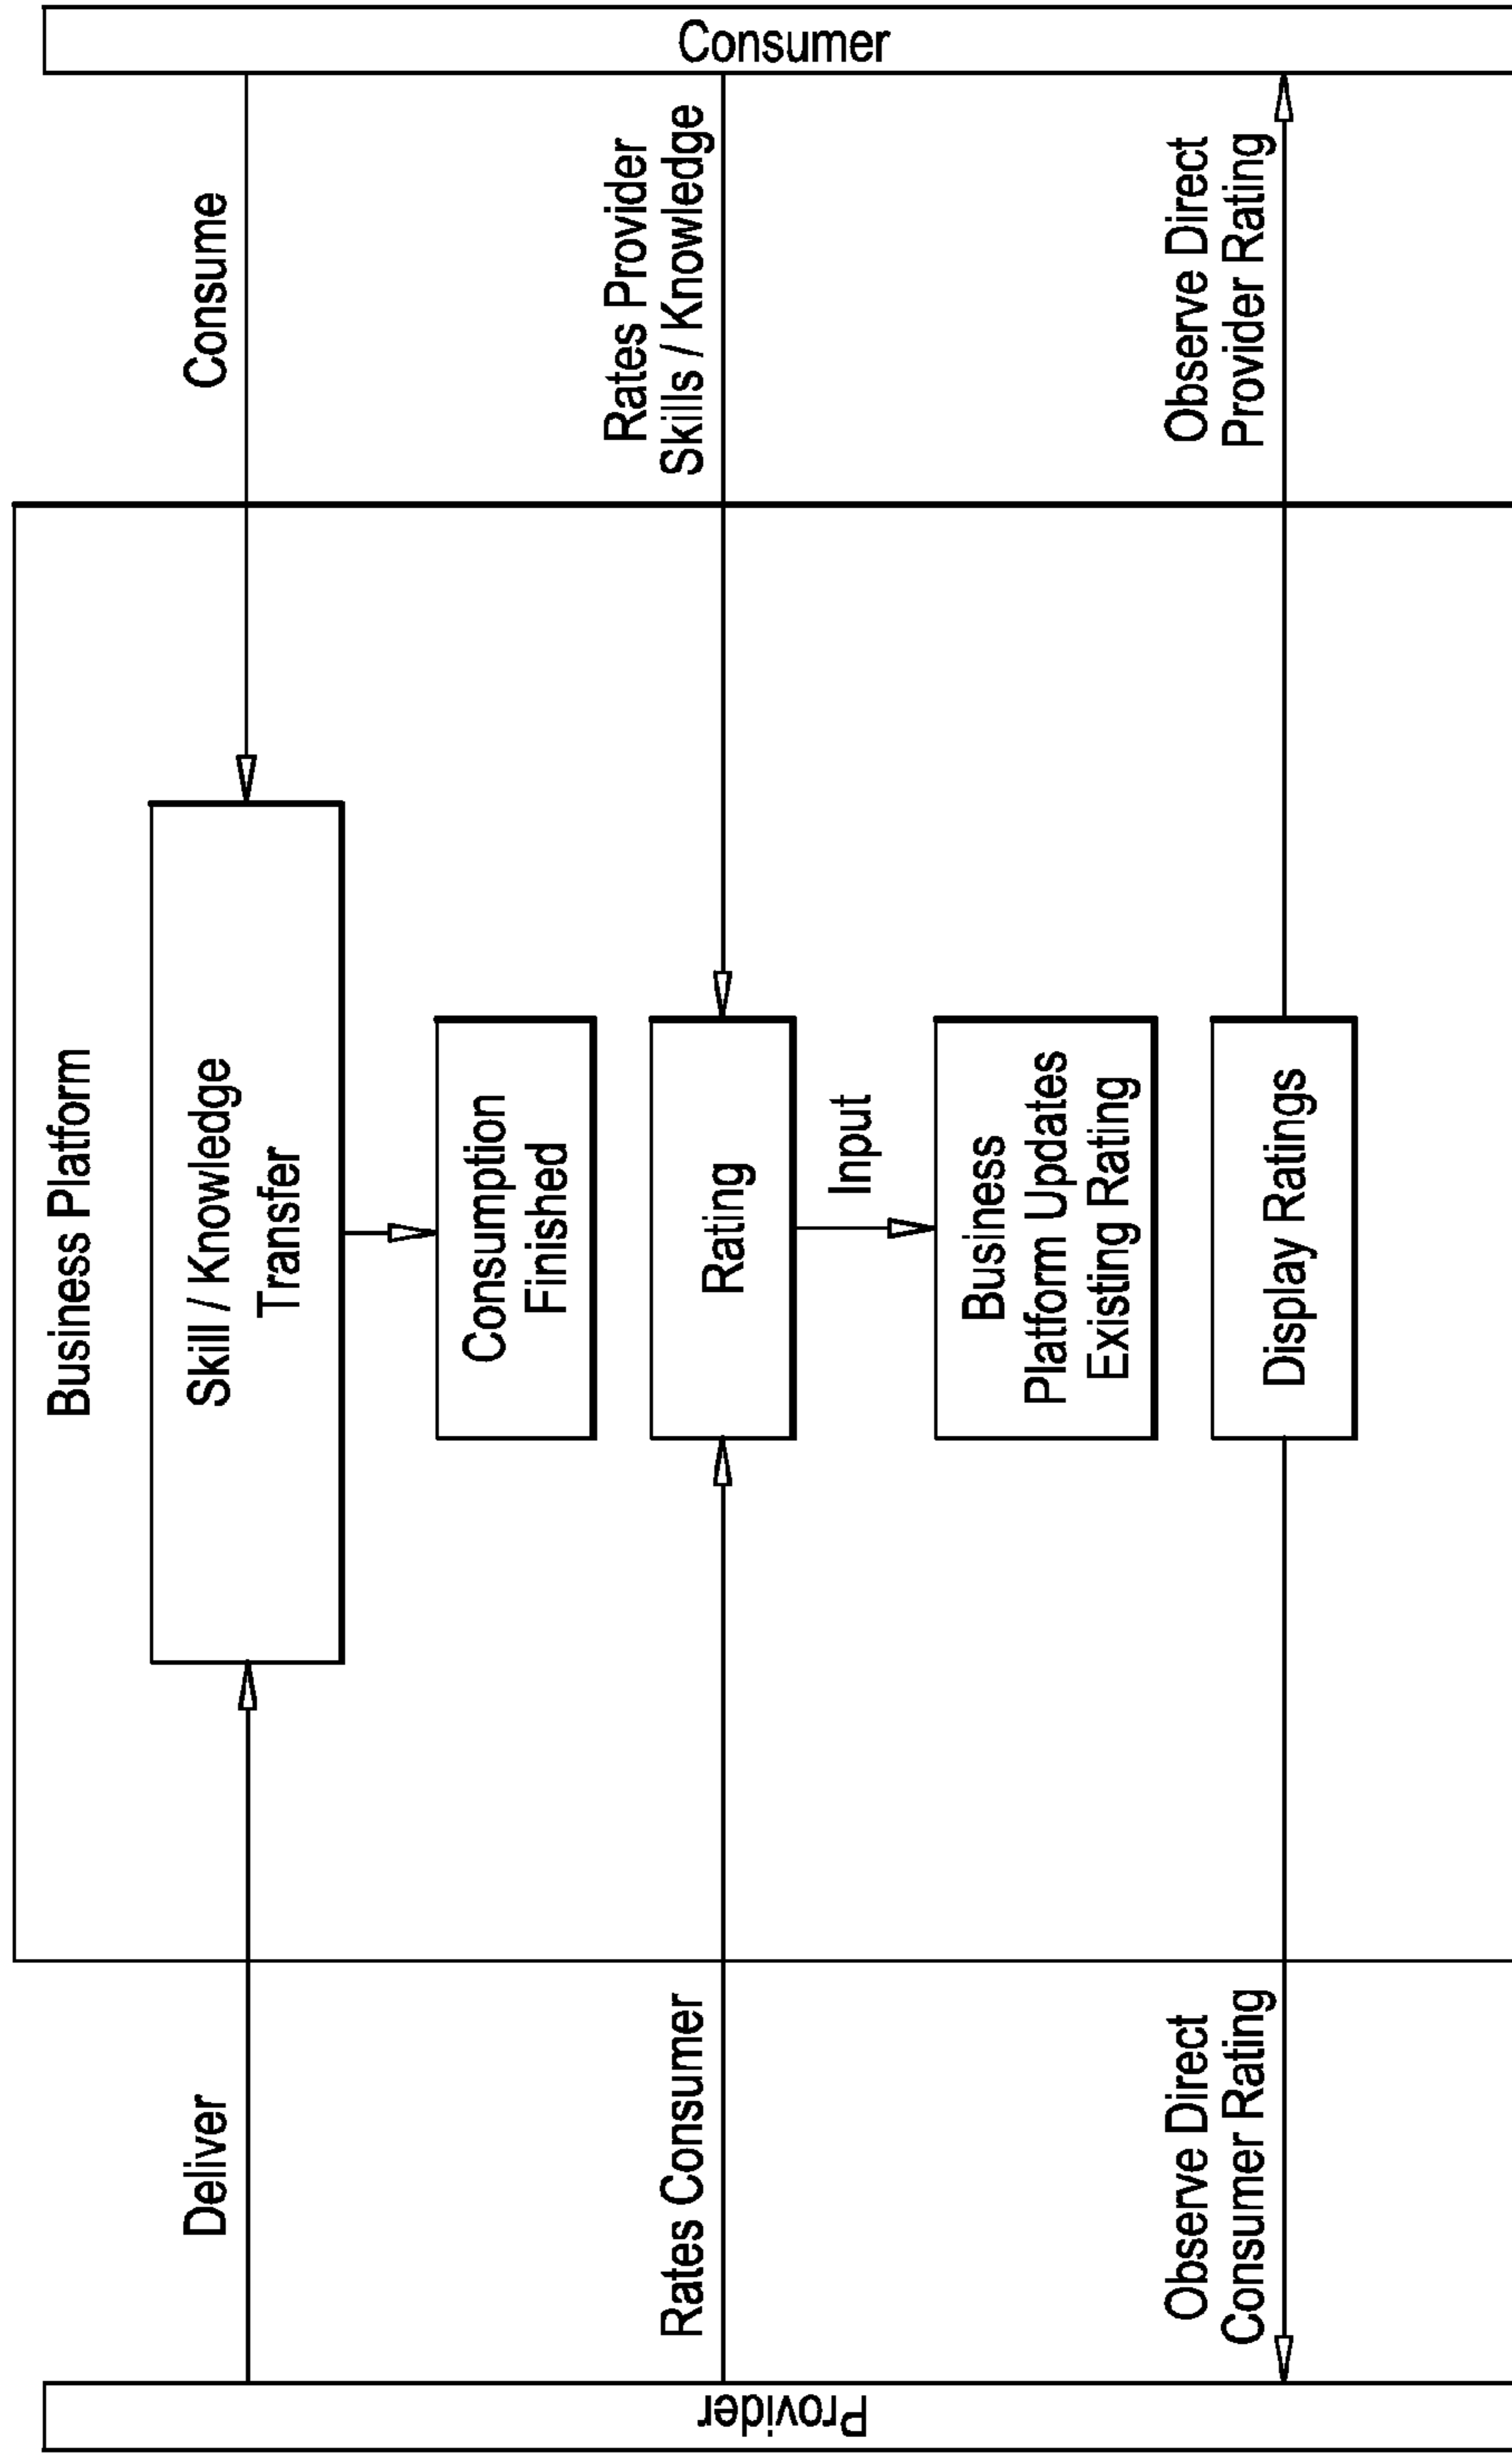 Business Platform
Provider
Consumer
Deliver
Skill / Knowledge
Transfer
Consume
Consumption
Finished
Rates Consumer
Rating
Rates Provider
Skills / Knowledge
Input
Business
Platform Updates
Existing Rating
Observe Direct
Consumer Rating
Display Ratings
Observe Direct
Provider Rating